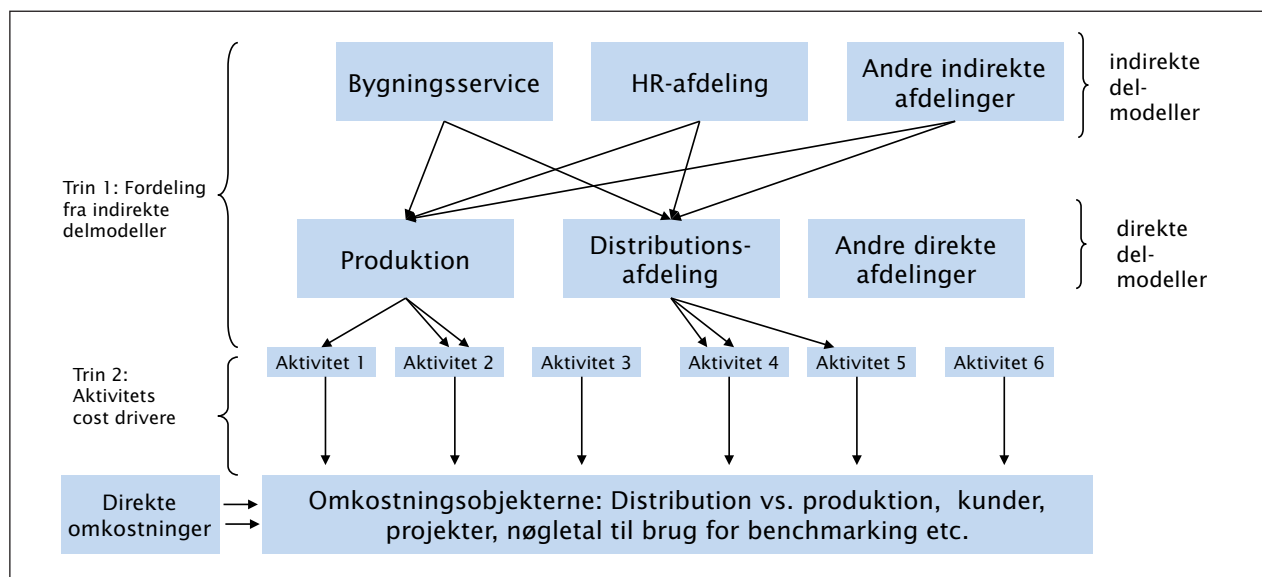 Bygningsservice
HR-afdeling
Andre indirekte
afdelinger
indirekte
del-
modeller
Trin 1: Fordeling
fra indirekte
delmodeller
Produktion
Distributions-
afdeling
Andre direkte
afdelinger
direkte
del-
modeller
Aktivitet 1
Aktivitet 2
Aktivitet 3
Aktivitet 4
Aktivitet 5
Aktivitet 6
Trin 2:
Aktivitets
cost drivere
Direkte
omkostninger
Omkostningsobjekterne: Distribution vs. produktion, kunder,
projekter, nøgletal til brug for benchmarking etc.